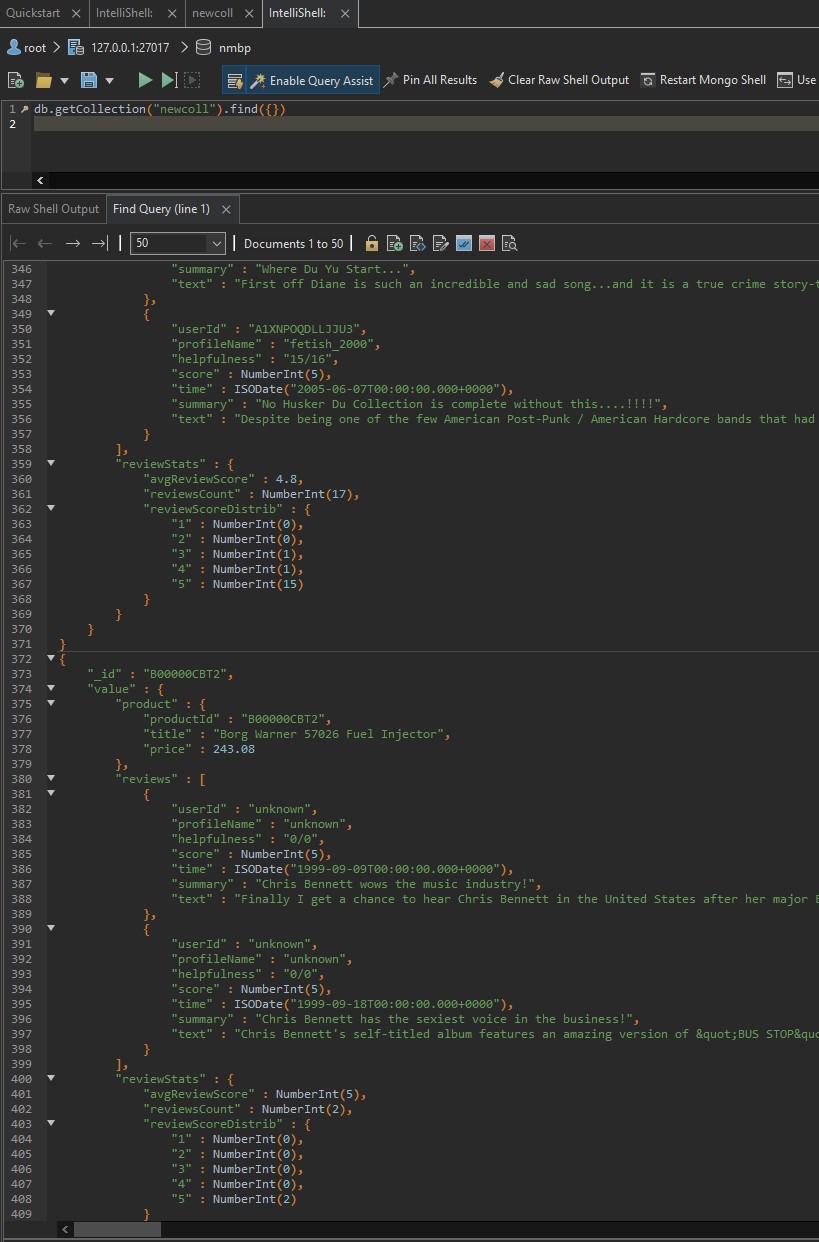 Quickstart IntelliShell: newcoll IntelliShell:
root 127.0.0.1:27017 nmbp
Enable Query Assist Pin All Results Clear Raw Shell Output Restart Mongo Shell Use
1 db.getCollection("newcoll").find({})
2
Raw Shell Output Find Query (line 1)
50 Documents 1 to 50
346 "summary" : "Where Du Yu Start...",
347 "text" : "First off Diane is such an incredible and sad song...and it is a true crime story-t
348 },
349 {
350 "userId" : "A1XNPOQDLLJJU3",
351 "profileName" : "fetish_2000",
352 "helpfulness" : "15/16",
353 "score" : NumberInt(5),
354 "time" : ISODate("2005-06-07T00:00:00.000+0000"),
355 "summary" : "No Husker Du Collection is complete without this....!!!!",
356 "text" : "Despite being one of the few American Post-Punk / American Hardcore bands that had
357 }
358 ],
359 "reviewStats" : {
360 "avgReviewScore" : 4.8,
361 "reviewsCount" : NumberInt(17),
362 "reviewScoreDistrib" : {
363 "1" : NumberInt(0),
364 "2" : NumberInt(0),
365 "3" : NumberInt(1),
366 "4" : NumberInt(1),
367 "5" : NumberInt(15)
368 }
369 }
370 }
371 }
372 {
373 "_id" : "B00000CBT2",
374 "value" : {
375 "product" : {
376 "productId" : "B00000CBT2",
377 "title" : "Borg Warner 57026 Fuel Injector",
378 "price" : 243.08
379 },
380 "reviews" : [
381 {
382 "userId" : "unknown",
383 "profileName" : "unknown",
384 "helpfulness" : "0/0",
385 "score" : NumberInt(5),
386 "time" : ISODate("1999-09-09T00:00:00.000+0000"),
387 "summary" : "Chris Bennett wows the music industry!",
388 "text" : "Finally I get a chance to hear Chris Bennett in the United States after her major
389 },
390 {
391 "userId" : "unknown",
392 "profileName" : "unknown",
393 "helpfulness" : "0/0",
394 "score" : NumberInt(5),
395 "time" : ISODate("1999-09-18T00:00:00.000+0000"),
396 "summary" : "Chris Bennett has the sexiest voice in the business!",
397 "text" : "Chris Bennett's self-titled album features an amazing version of &quot;BUS STOP&quo
398 }
399 ],
400 "reviewStats" : {
401 "avgReviewScore" : NumberInt(5),
402 "reviewsCount" : NumberInt(2),
403 "reviewScoreDistrib" : {
404 "1" : NumberInt(0),
405 "2" : NumberInt(0),
406 "3" : NumberInt(0),
407 "4" : NumberInt(0),
408 "5" : NumberInt(2)
409 }